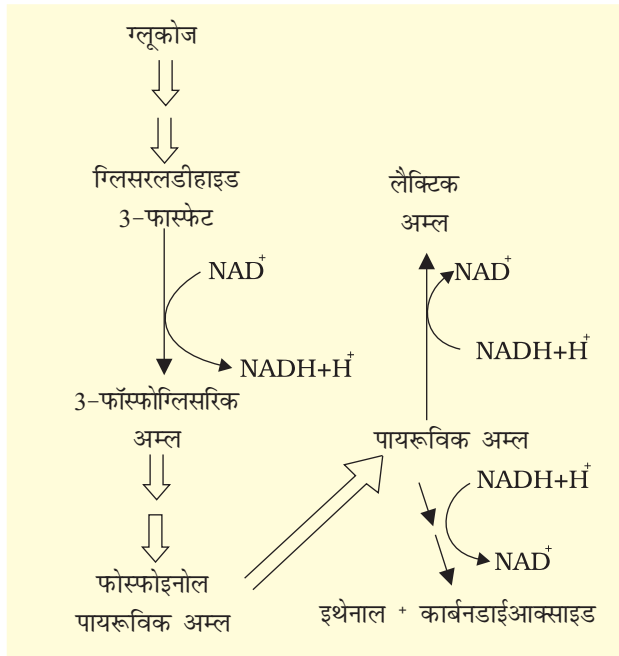 ग्लूकोज
ग्लिसरलडीहाइड
3-फास्फेट
NAD+
NADH+H+
3-फॉस्फोग्लिसरिक
अम्ल
फोस्फोइनोल
पायरूविक अम्ल
लैक्टिक
अम्ल
NAD+
NADH+H+
पायरूविक अम्ल
NADH+H+
NAD+
इथेनाल + कार्बनडाईआक्साइड